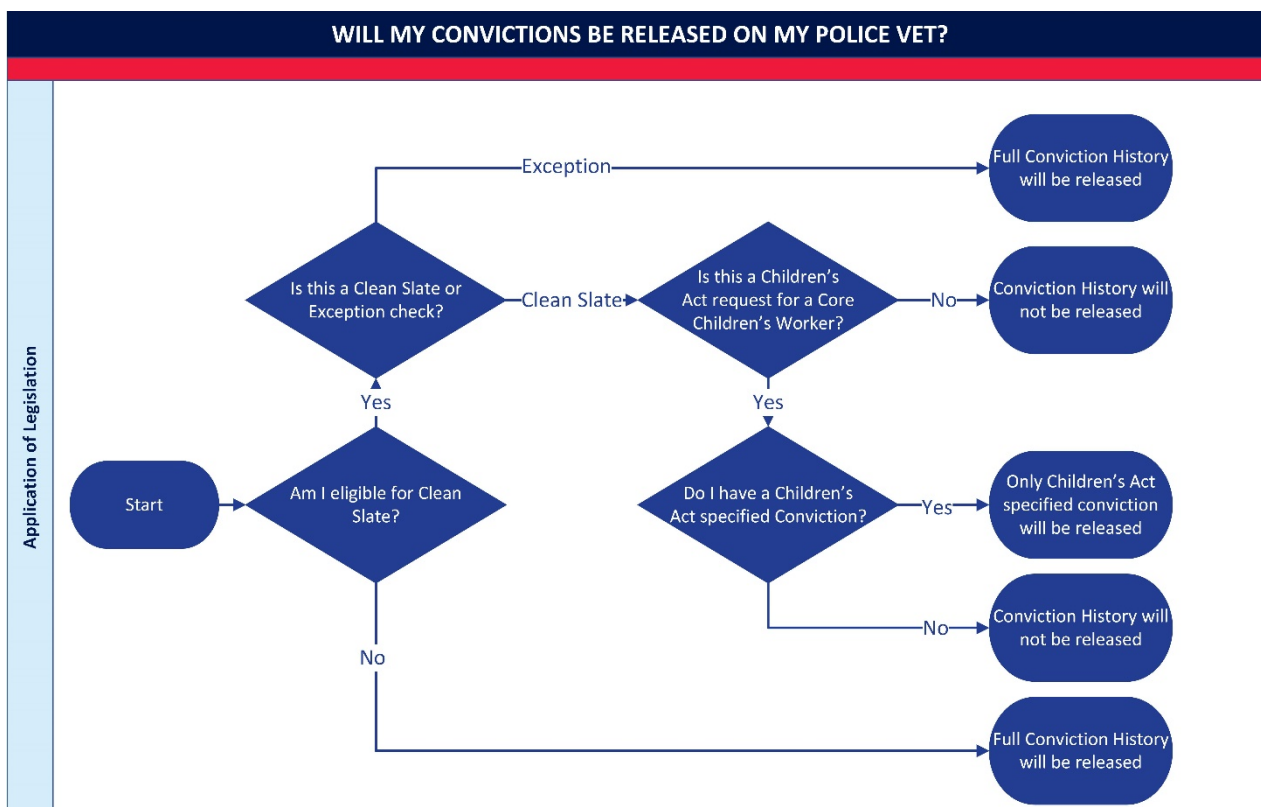 WILL MY CONVICTIONS BE RELEASED ON MY POLICE VET?
Application of Legislation
Exception
Full Conviction History
will be released
Is this a Clean Slate or
Exception check?
Clean Slate
Is this a Children’s
Act request for a Core
Children’s Worker?
No
Conviction History will
not be released
Yes
Yes
Start
Am I eligible for Clean
Slate?
Do I have a Children’s
Act specified Conviction?
Yes
Only Children’s Act
specified conviction
will be released
No
Conviction History will
not be released
No
Full Conviction History
will be released